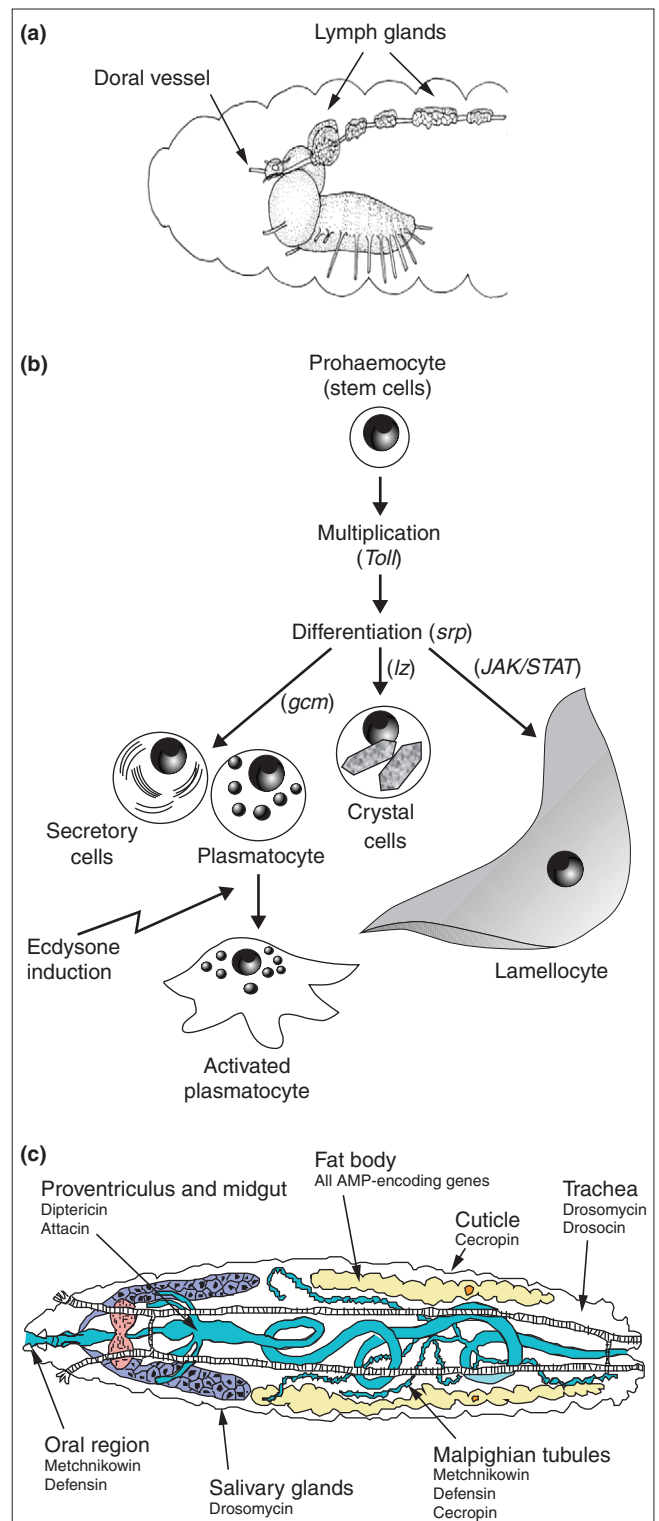 (a)
Lymph glands
Doral vessel
(b)
Prohaemocyte
(stem cells)
Multiplication
(Toll)
Differentiation (srp)
(gcm)
(lz)
(JAK/STAT)
Secretory
cells
Plasmatocyte
Crystal
cells
Lamellocyte
Ecdysone
induction
Activated
plasmatocyte
(c)
Proventriculus and midgut
Diptericin
Attacin
Fat body
All AMP-encoding genes
Cuticle
Cecropin
Trachea
Drosomycin
Drosocin
Oral region
Metchnikowin
Defensin
Salivary glands
Drosomycin
Malpighian tubules
Metchnikowin
Defensin
Cecropin